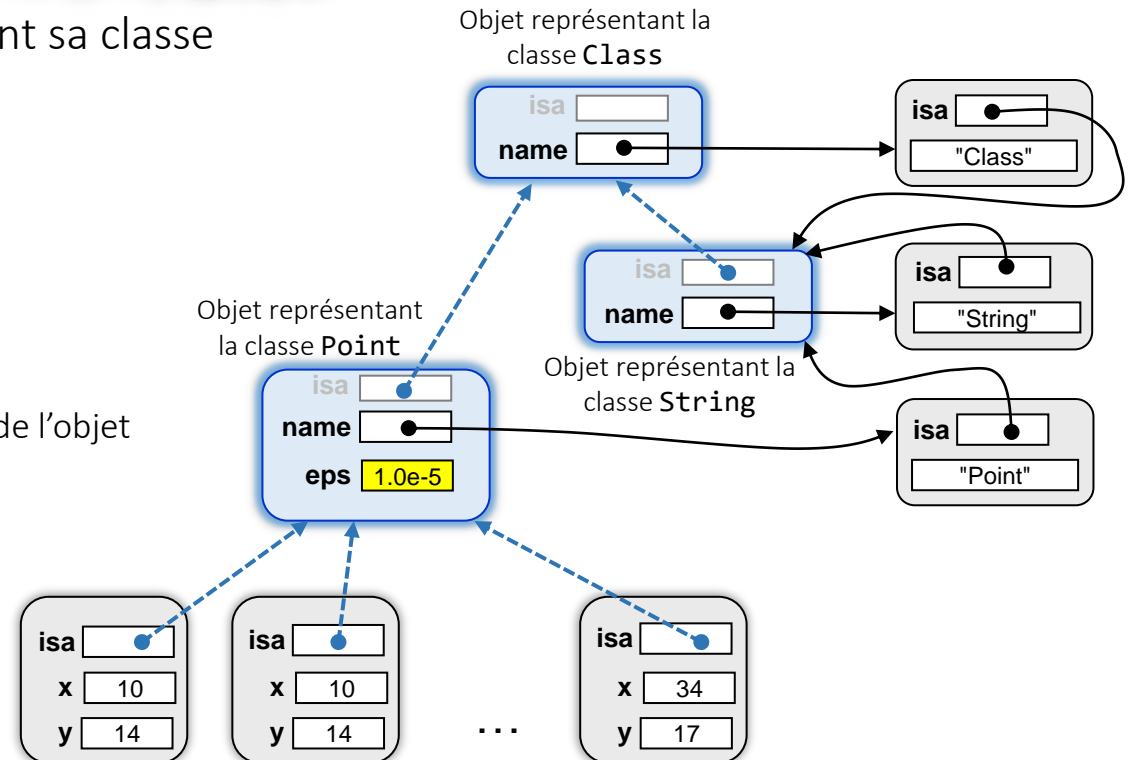 nt sa classe
Objet représentant la
classe Class
isa
name
isa
"Class"
isa
name
isa
"String"
Objet représentant
la classe Point
Objet représentant la
classe String
isa
name
eps 1.0e-5
de l’objet
isa
"Point"
isa
x 10
y 14
isa
x 10
y 14
...
isa
x 34
y 17